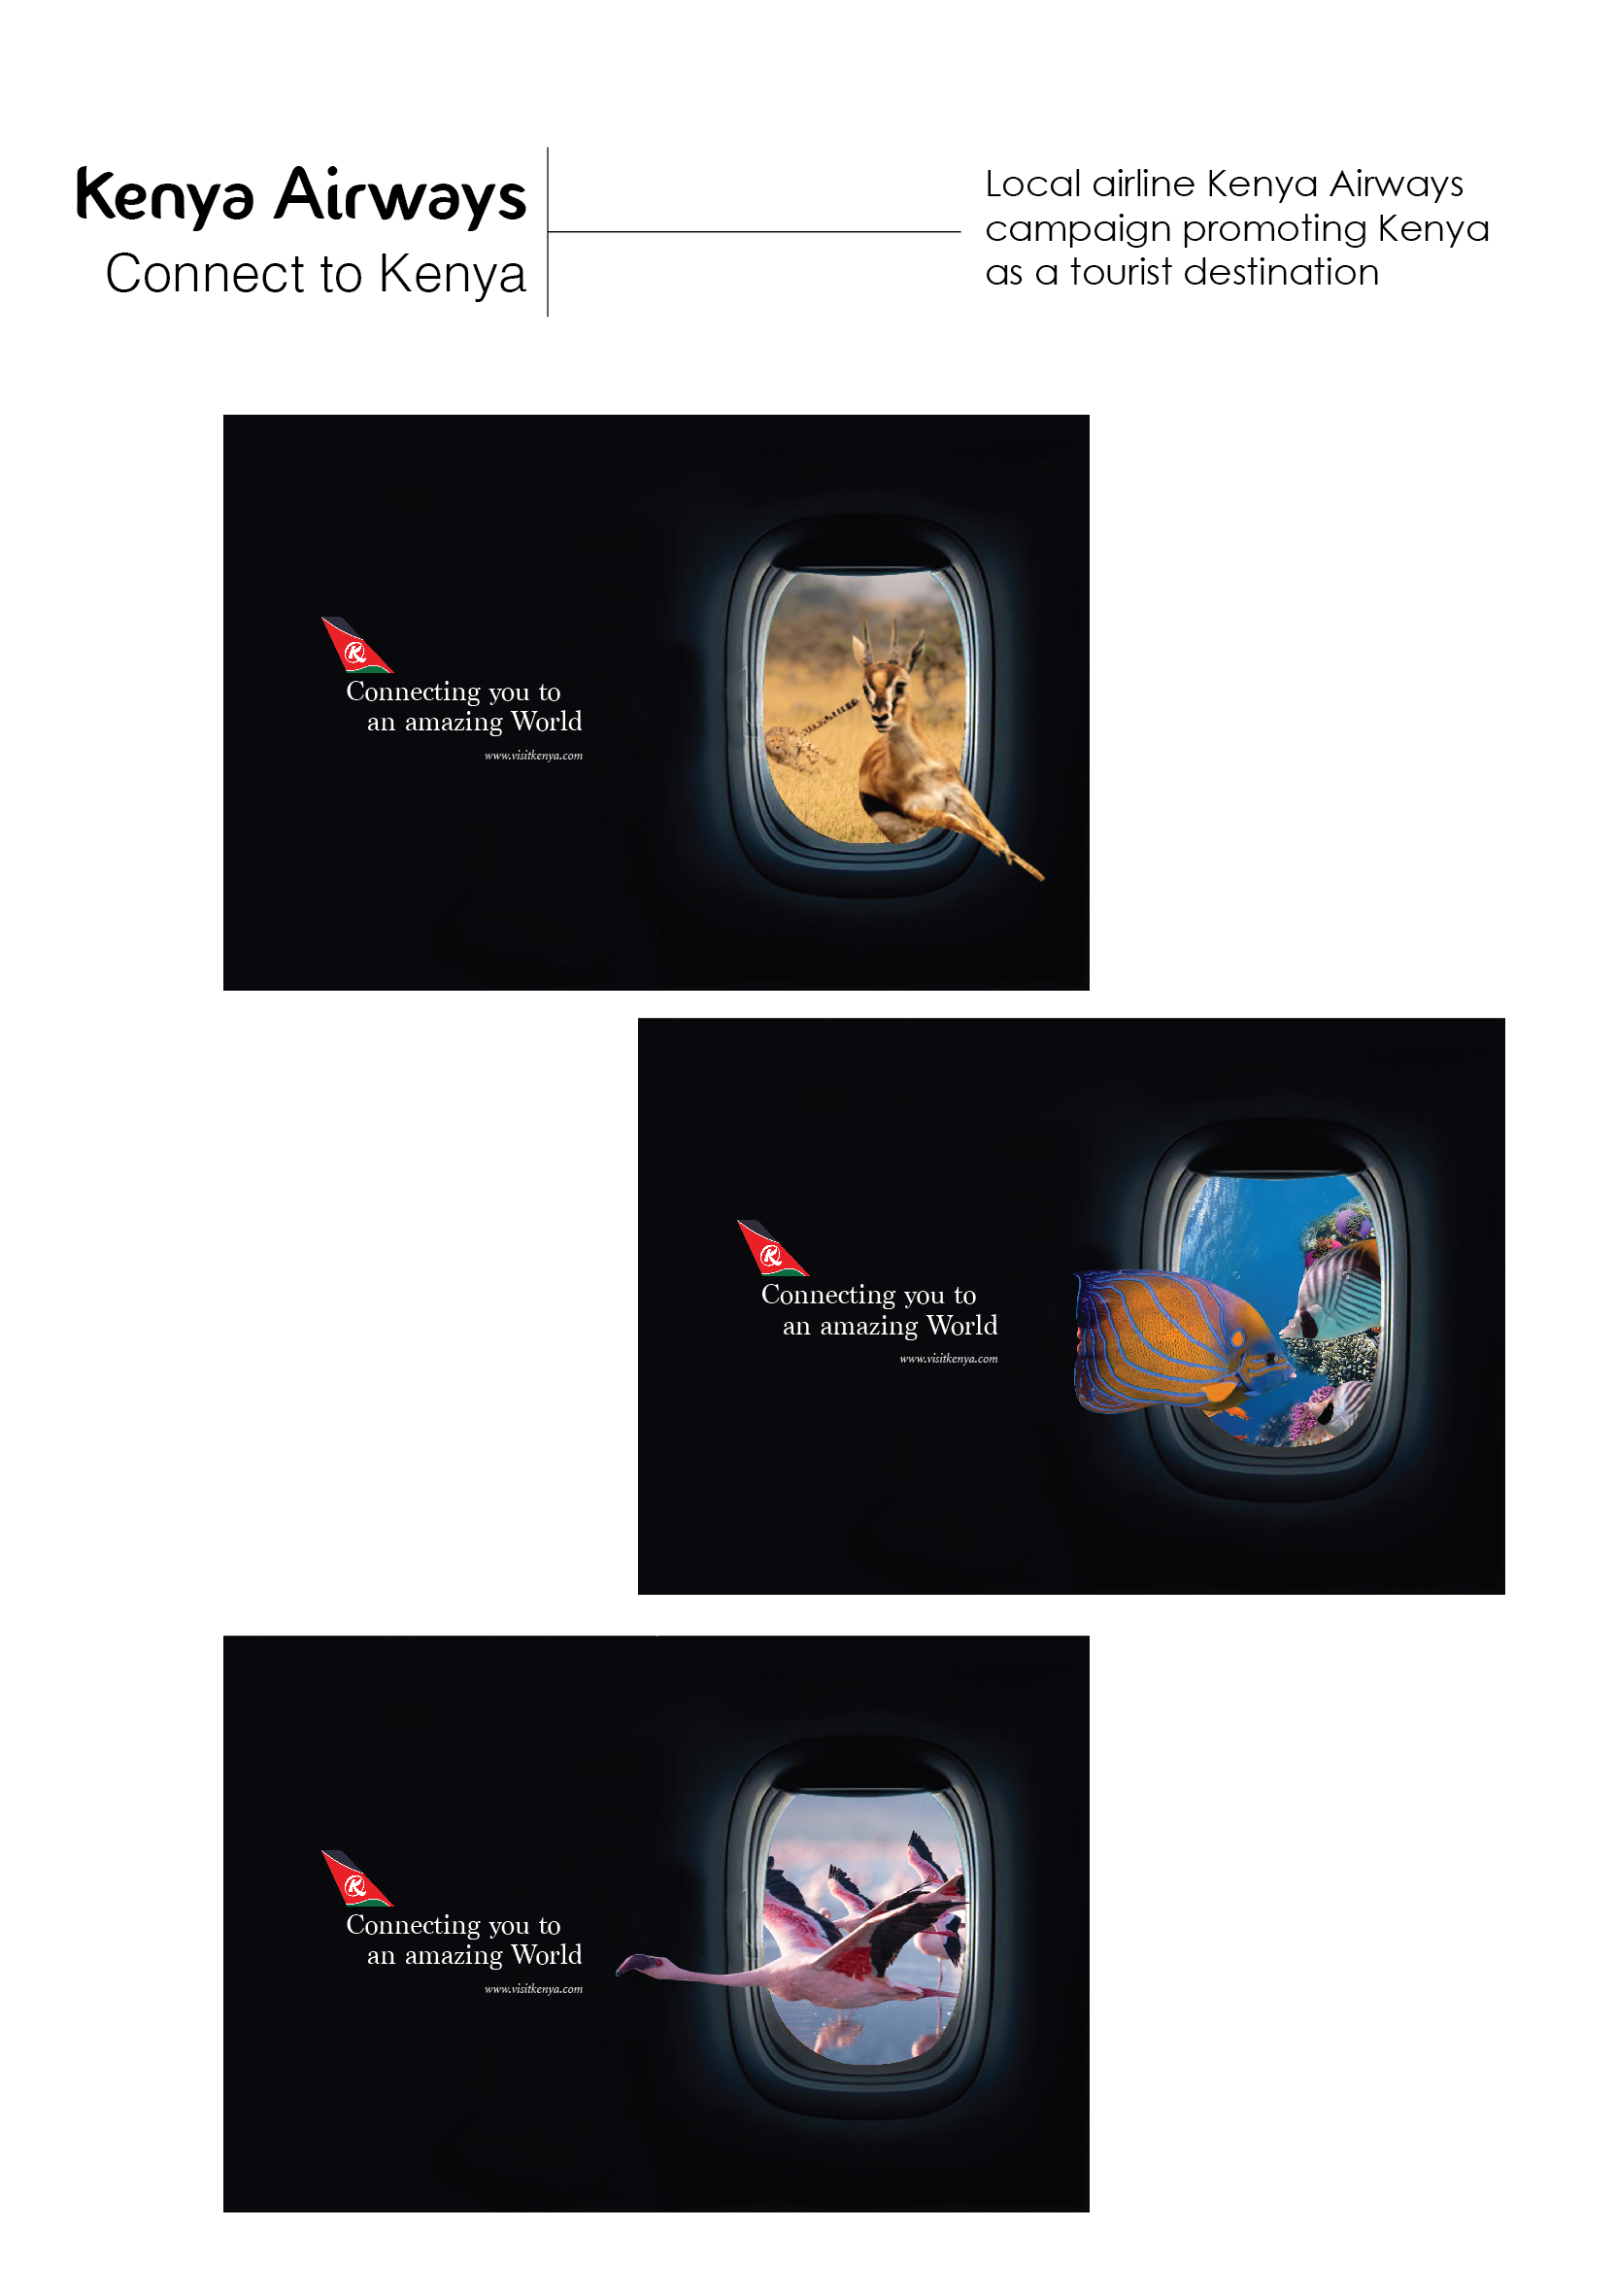 Kenya Airways
Connect to Kenya
Local airline Kenya Airways
campaign promoting Kenya
as a tourist destination
K
Connecting you to
an amazing World
www.visitkenya.com
K
Connecting you to
an amazing World
www.visitkenya.com
K
Connecting you to
an amazing World
www.visitkenya.com